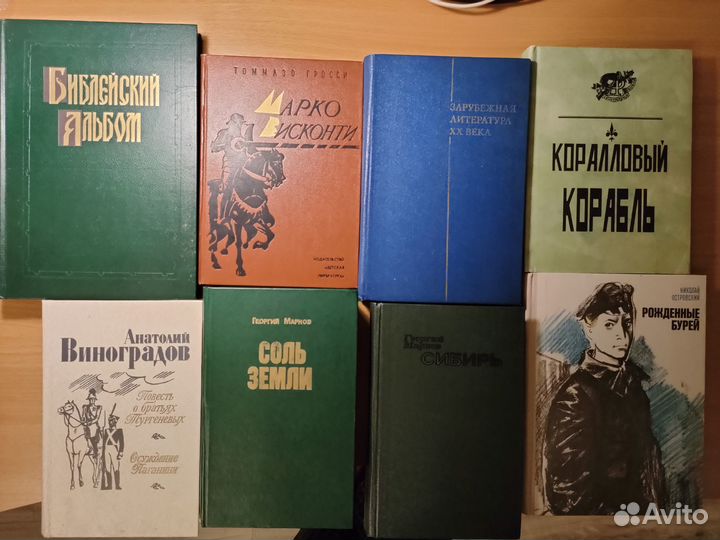 БИБЛЕЙСКИЙ
АЛЬБОМ
ТОММАЗО ГРОССИ
МАРКО
ВИСКОНТИ
ИЗДАТЕЛЬСТВО
«ДЕТСКАЯ
ЛИТЕРАТУРА»
ЗАРУБЕЖНАЯ
ЛИТЕРАТУРА
XX ВЕКА
КОРАЛЛОВЫЙ
КОРАБЛЬ
АНАТОЛИЙ
ВИНОГРАДОВ
Повесть
о братьях
Тургеневых
Осуждение
Паганини
ГЕОРГИЙ МАРКОВ
СОЛЬ
ЗЕМЛИ
Георгий
Марков
СИБИРЬ
НИКОЛАЙ
ОСТРОВСКИЙ
РОЖДЕННЫЕ
БУРЕЙ
Avito